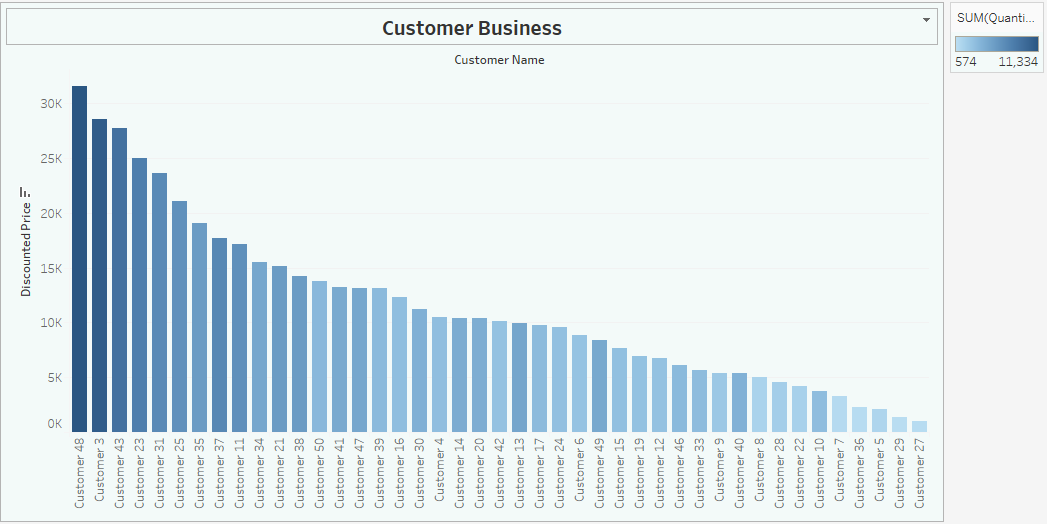 Customer Business
Customer Name
SUM(Quanti...
574 11,334
Discounted Price
30K
25K
20K
15K
10K
5K
0K
Customer 48
Customer 3
Customer 43
Customer 23
Customer 31
Customer 25
Customer 35
Customer 37
Customer 11
Customer 34
Customer 21
Customer 38
Customer 50
Customer 41
Customer 47
Customer 39
Customer 16
Customer 30
Customer 4
Customer 14
Customer 20
Customer 42
Customer 13
Customer 17
Customer 24
Customer 6
Customer 49
Customer 15
Customer 19
Customer 12
Customer 46
Customer 33
Customer 9
Customer 40
Customer 8
Customer 28
Customer 22
Customer 10
Customer 7
Customer 36
Customer 5
Customer 29
Customer 27